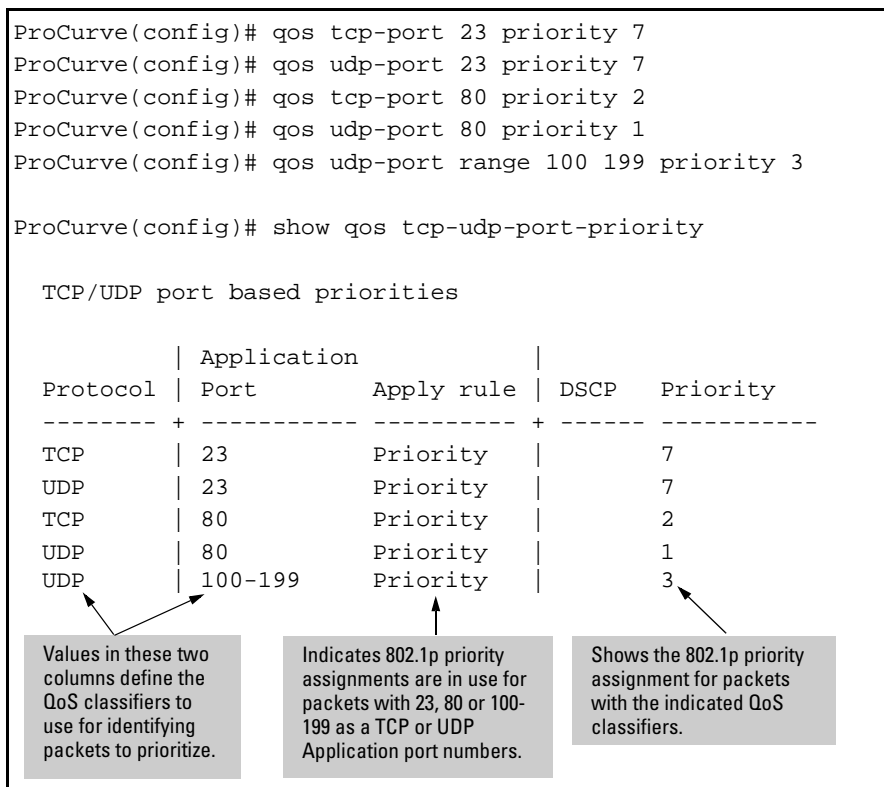 ProCurve(config)# qos tcp-port 23 priority 7
ProCurve(config)# qos udp-port 23 priority 7
ProCurve(config)# qos tcp-port 80 priority 2
ProCurve(config)# qos udp-port 80 priority 1
ProCurve(config)# qos udp-port range 100 199 priority 3
ProCurve(config)# show qos tcp-udp-port-priority
TCP/UDP port based priorities
| Application |
Protocol | Port Apply rule | DSCP Priority
-------- + ----------- ---------- + ------ -----------
TCP | 23 Priority | 7
UDP | 23 Priority | 7
TCP | 80 Priority | 2
UDP | 80 Priority | 1
UDP | 100-199 Priority | 3
Values in these two
columns define the
QoS classifiers to
use for identifying
packets to prioritize.
Indicates 802.1p priority
assignments are in use for
packets with 23, 80 or 100-
199 as a TCP or UDP
Application port numbers.
Shows the 802.1p priority
assignment for packets
with the indicated QoS
classifiers.